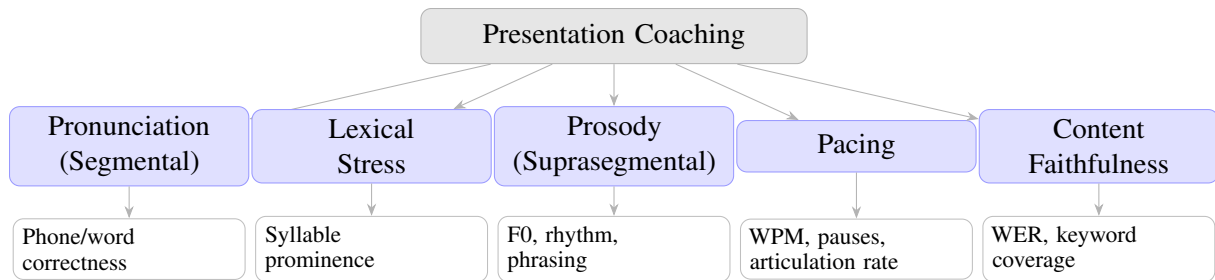 Presentation Coaching
Pronunciation
(Segmental)
Lexical
Stress
Prosody
(Suprasegmental)
Pacing
Content
Faithfulness
Phone/word
correctness
Syllable
prominence
F0, rhythm,
phrasing
WPM, pauses,
articulation rate
WER, keyword
coverage